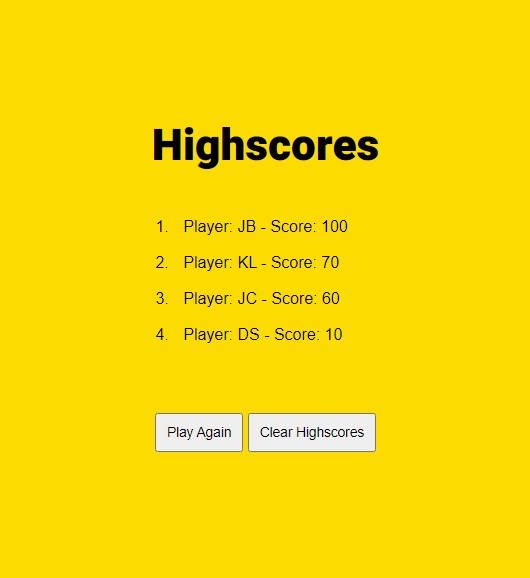 Highscores
1. Player: JB - Score: 100
2. Player: KL - Score: 70
3. Player: JC - Score: 60
4. Player: DS - Score: 10
Play Again Clear Highscores